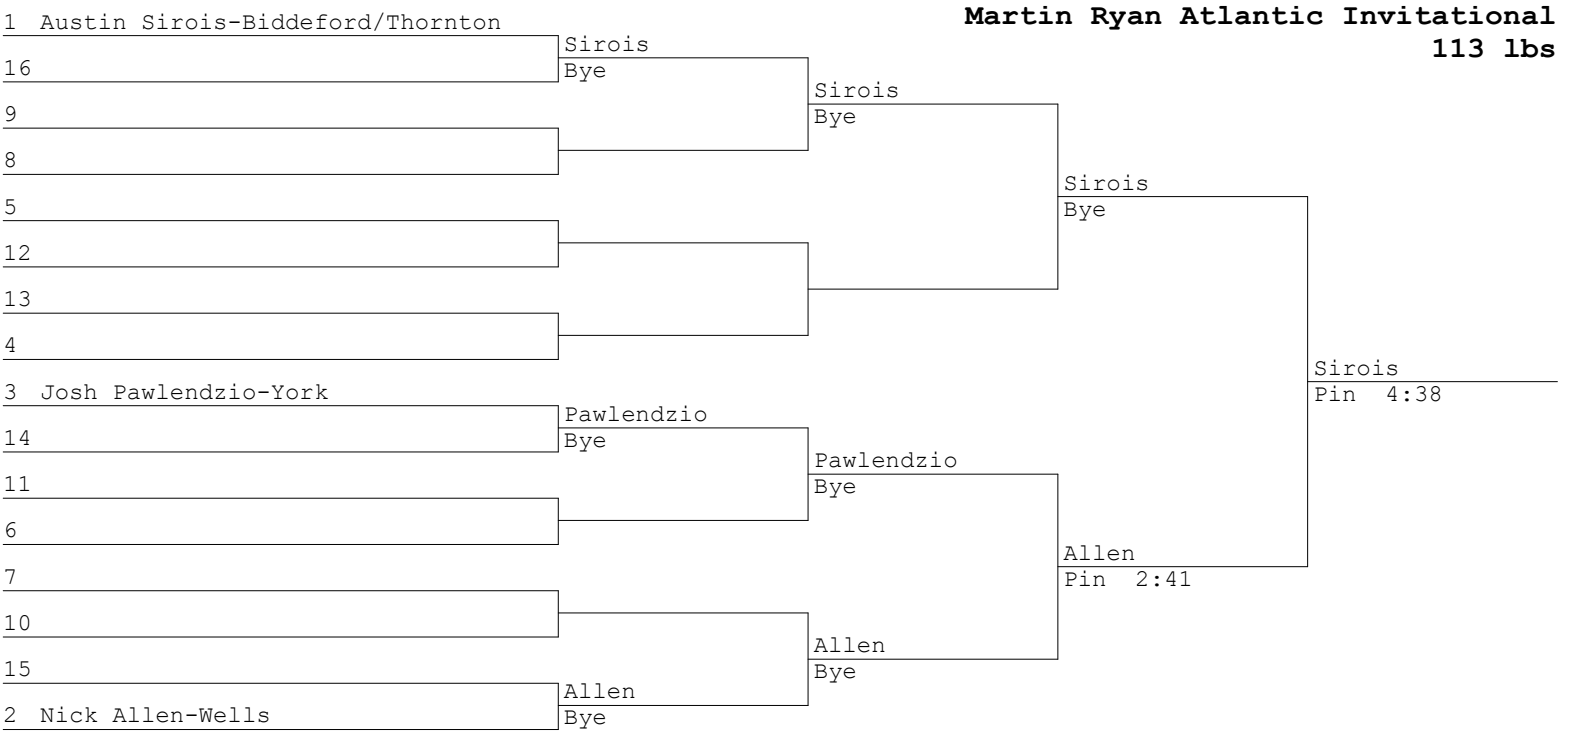 Martin Ryan Atlantic Invitational
113 lbs
1 Austin Sirois-Biddeford/Thornton
Sirois
Bye
16
Sirois
Bye
9
8
Sirois
Bye
5
12
13
4
Sirois
Pin 4:38
3 Josh Pawlendzio-York
Pawlendzio
Bye
14
Pawlendzio
Bye
11
6
Allen
Pin 2:41
7
10
Allen
Bye
15
Allen
Bye
2 Nick Allen-Wells